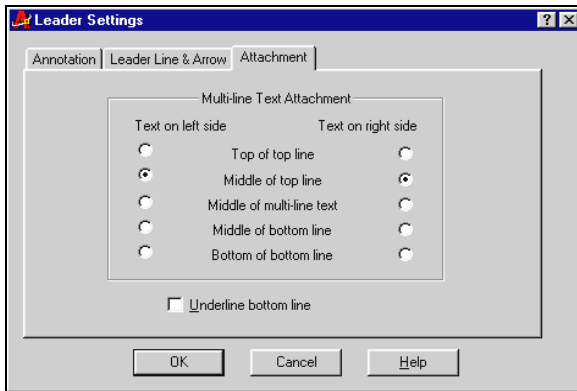 Leader Settings
Annotation Leader Line & Arrow Attachment
Multi-line Text Attachment
Text on left side Text on right side
Top of top line
Middle of top line
Middle of multi-line text
Middle of bottom line
Bottom of bottom line
Underline bottom line
OK Cancel Help